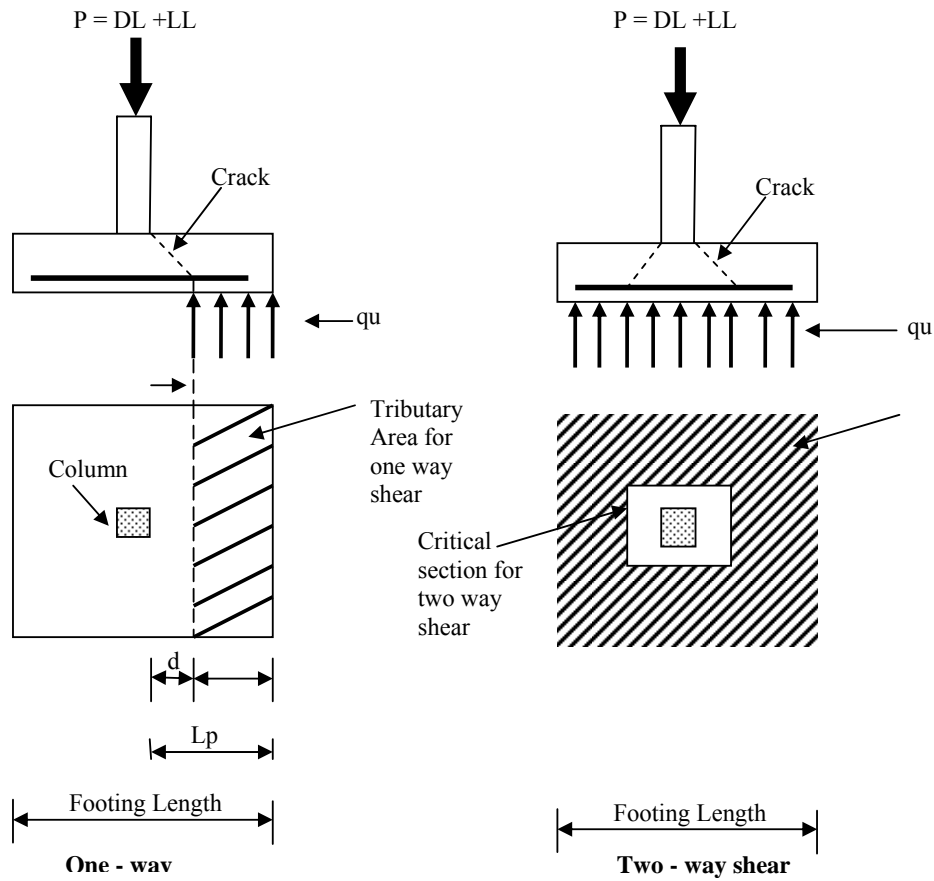 P = DL +LL
P = DL +LL
Crack
Crack
qu
qu
Tributary
Area for
one way
shear
Column
Critical
section for
two way
shear
d
Lp
Footing Length
Footing Length
One - way
Two - way shear